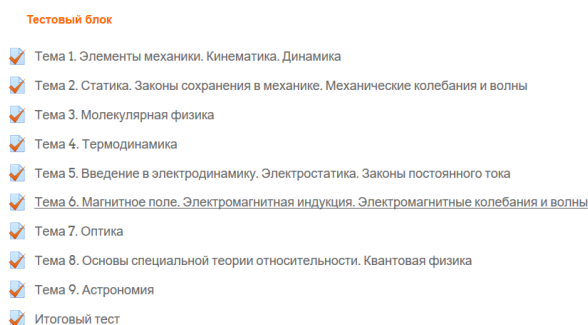 Тестовый блок
Тема 1. Элементы механики. Кинематика. Динамика
Тема 2. Статика. Законы сохранения в механике. Механические колебания и волны
Тема 3. Молекулярная физика
Тема 4. Термодинамика
Тема 5. Введение в электродинамику. Электростатика. Законы постоянного тока
Тема 6. Магнитное поле. Электромагнитная индукция. Электромагнитные колебания и волны
Тема 7. Оптика
Тема 8. Основы специальной теории относительности. Квантовая физика
Тема 9. Астрономия
Итоговый тест